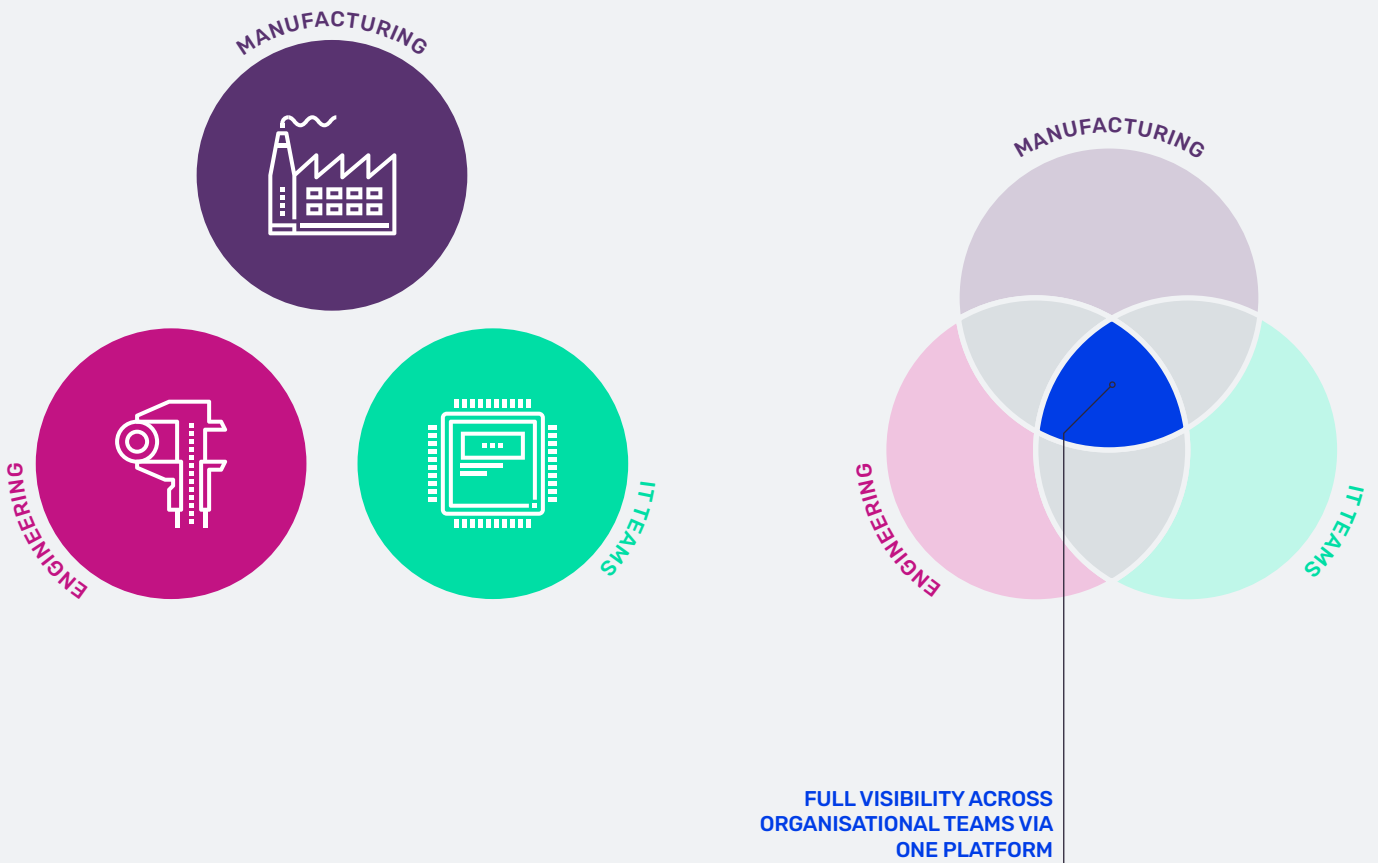 MANUFACTURING
ENGINEERING
IT TEAMS
MANUFACTURING
ENGINEERING
IT TEAMS
FULL VISIBILITY ACROSS
ORGANISATIONAL TEAMS VIA
ONE PLATFORM